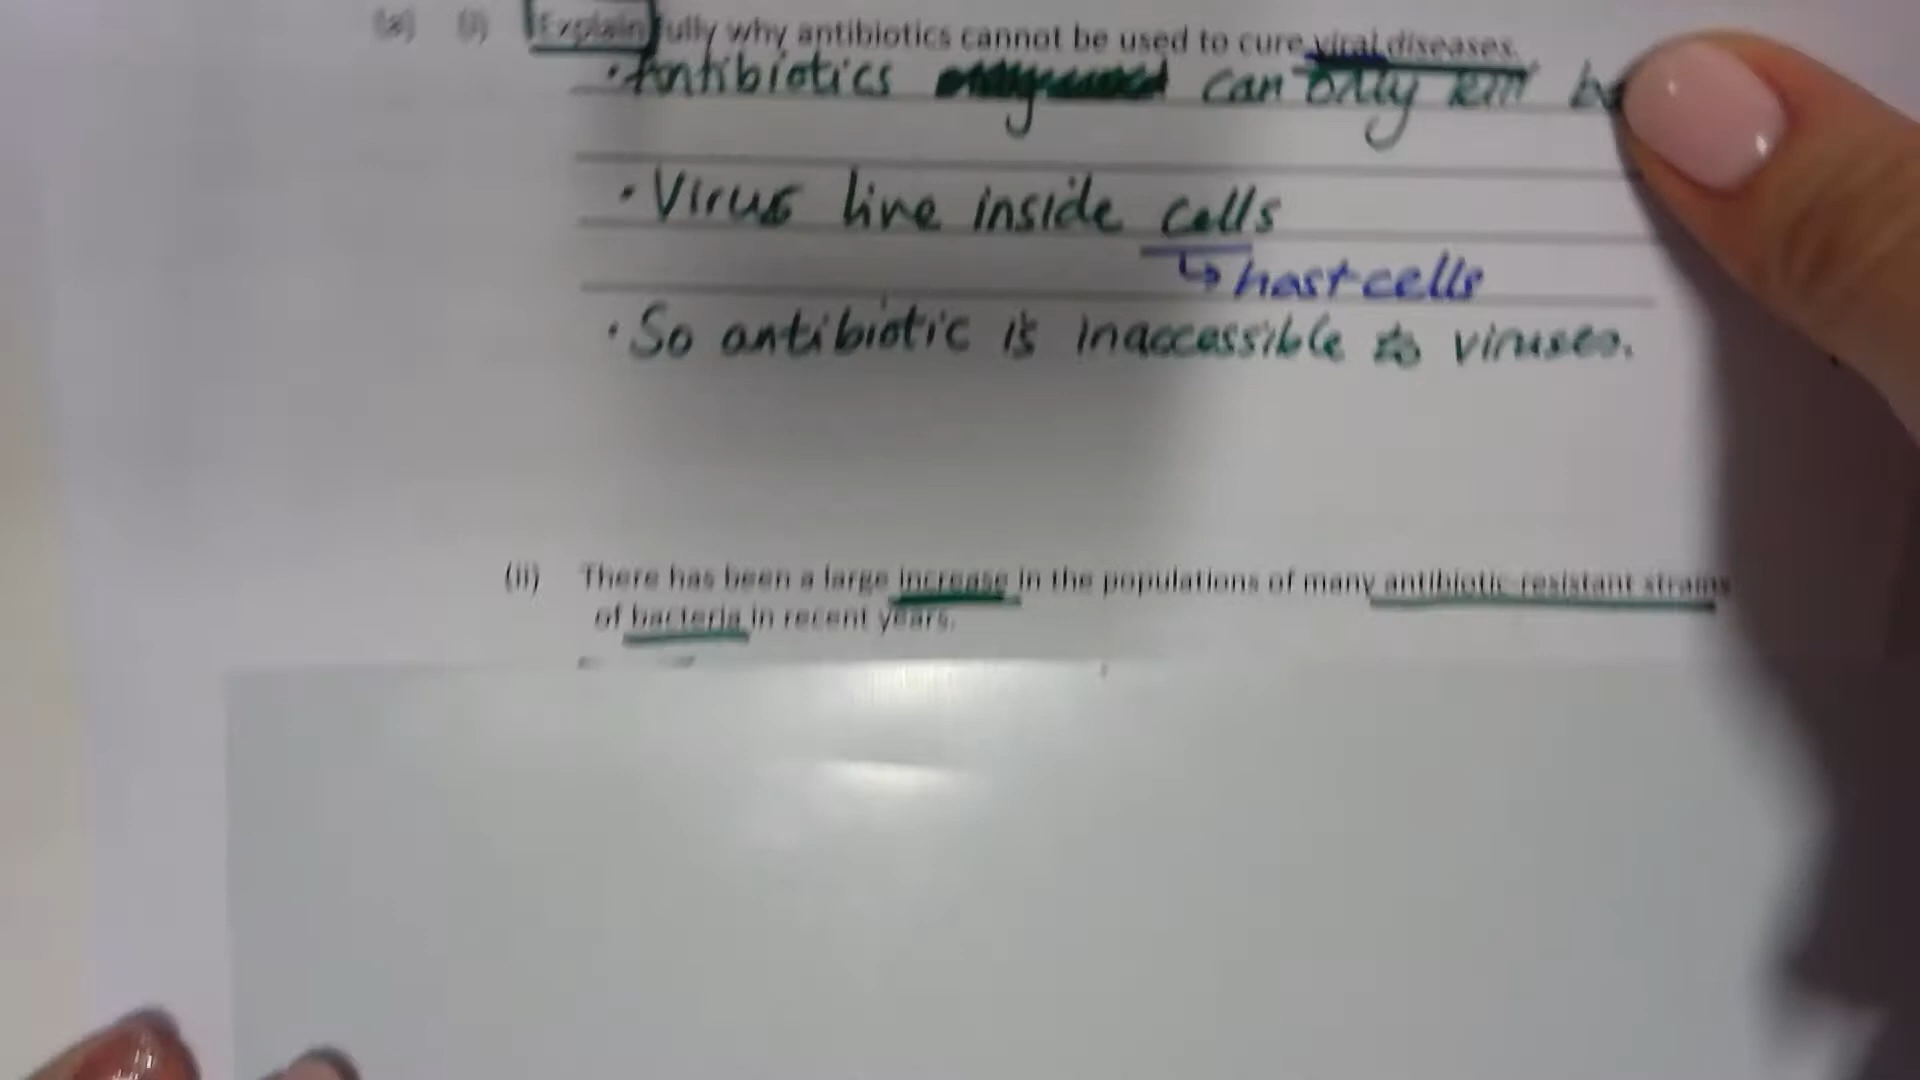 (a) (i) Explain fully why antibiotics cannot be used to cure viral diseases.
· Antibiotics can only kill
· Virus live inside cells
↳ host cells
· So antibiotic is inaccessible to viruses.
(ii) There has been a large increase in the populations of many antibiotic-resistant strains
of bacteria in recent years.